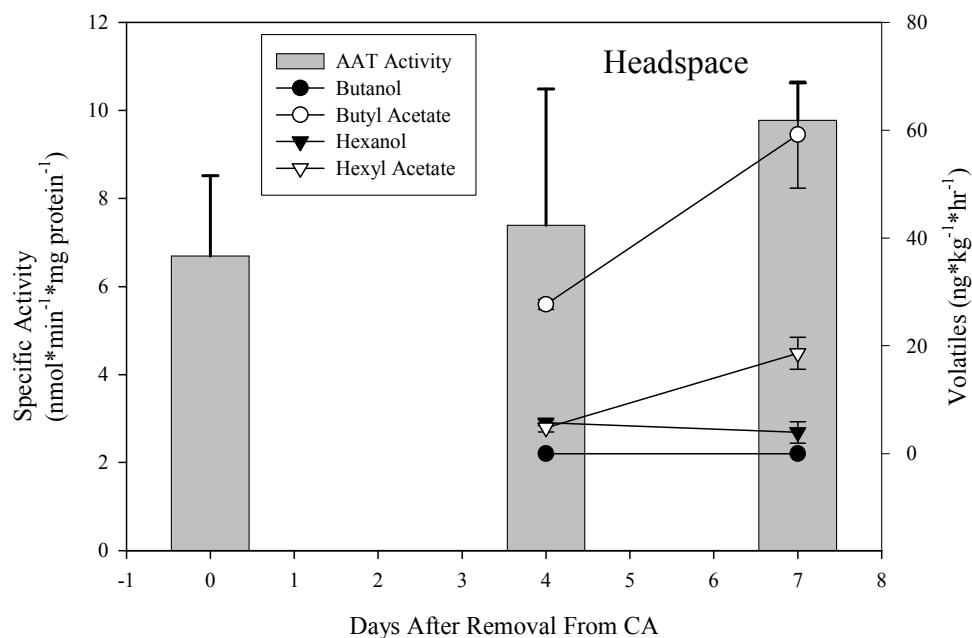 Headspace
AAT Activity
Butanol
Butyl Acetate
Hexanol
Hexyl Acetate
Specific Activity
(nmol*min⁻¹*mg protein⁻¹)
12
10
8
6
4
2
0
80
60
40
20
0
Volatiles (ng*kg⁻¹*hr⁻¹)
-1 0 1 2 3 4 5 6 7 8
Days After Removal From CA